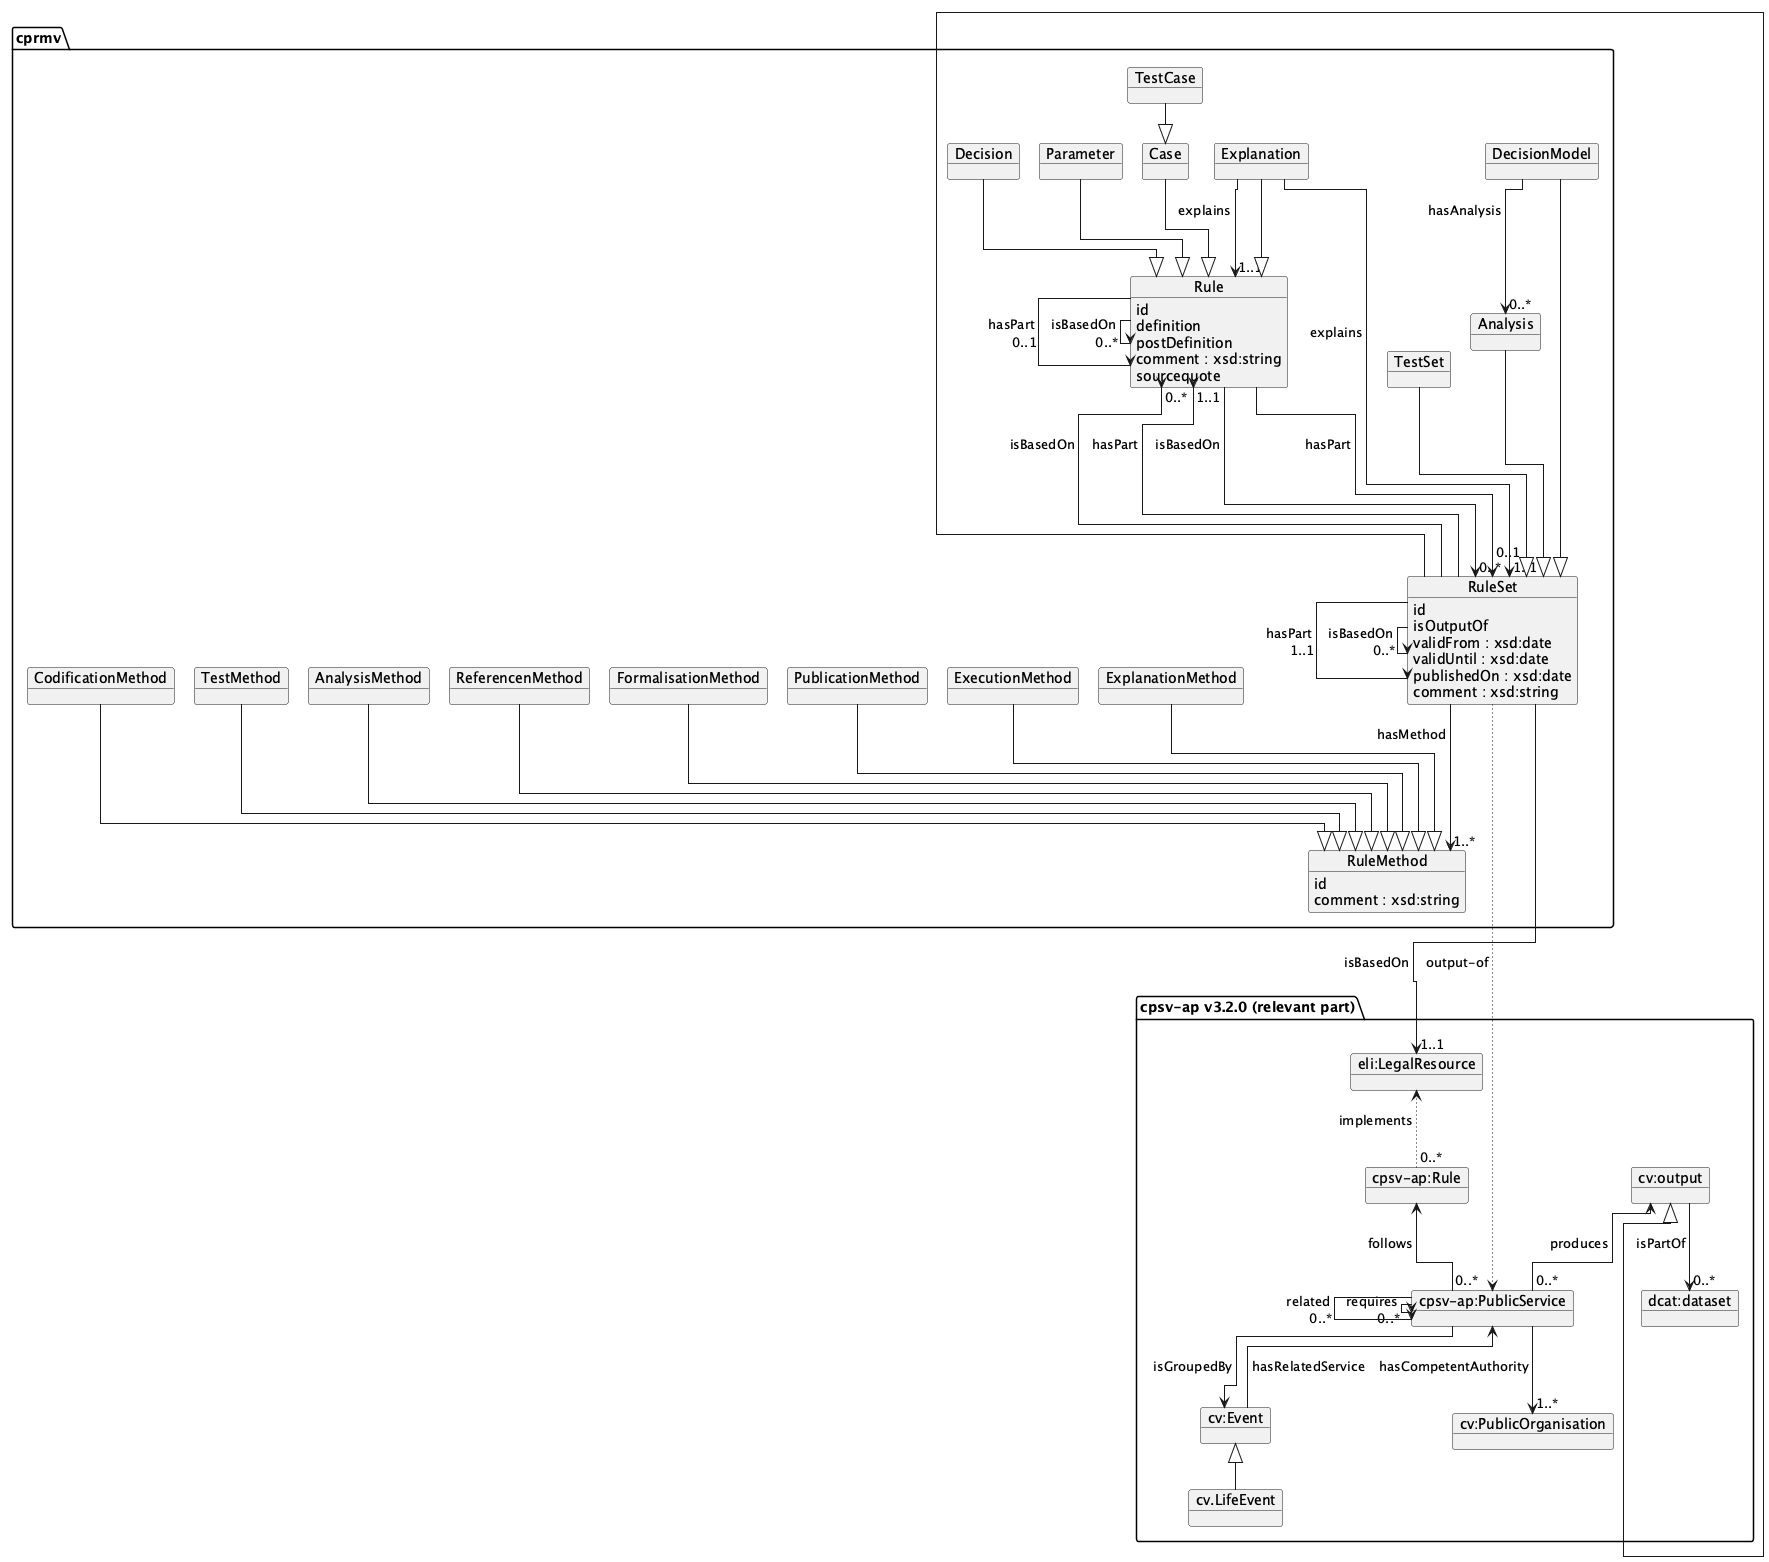 cprmv
TestCase
Decision
Parameter
Case
Explanation
DecisionModel
explains
hasAnalysis
1..1
Rule
id
definition
postDefinition
comment : xsd:string
sourcequote
hasPart
0..1
isBasedOn
0..*
explains
0..*
Analysis
TestSet
0..*
1..1
isBasedOn
hasPart
isBasedOn
hasPart
0..1
0..*
1..1
RuleSet
id
isOutputOf
validFrom : xsd:date
validUntil : xsd:date
publishedOn : xsd:date
comment : xsd:string
hasPart
1..1
isBasedOn
0..*
CodificationMethod
TestMethod
AnalysisMethod
ReferencenMethod
FormalisationMethod
PublicationMethod
ExecutionMethod
ExplanationMethod
hasMethod
1..*
RuleMethod
id
comment : xsd:string
isBasedOn
output-of
cpsv-ap v3.2.0 (relevant part)
1..1
eli:LegalResource
implements
0..*
cpsv-ap:Rule
cv:output
follows
produces
isPartOf
0..*
0..*
0..*
related
0..*
requires
0..*
cpsv-ap:PublicService
dcat:dataset
isGroupedBy
hasRelatedService
hasCompetentAuthority
1..*
cv:Event
cv:PublicOrganisation
cv.LifeEvent